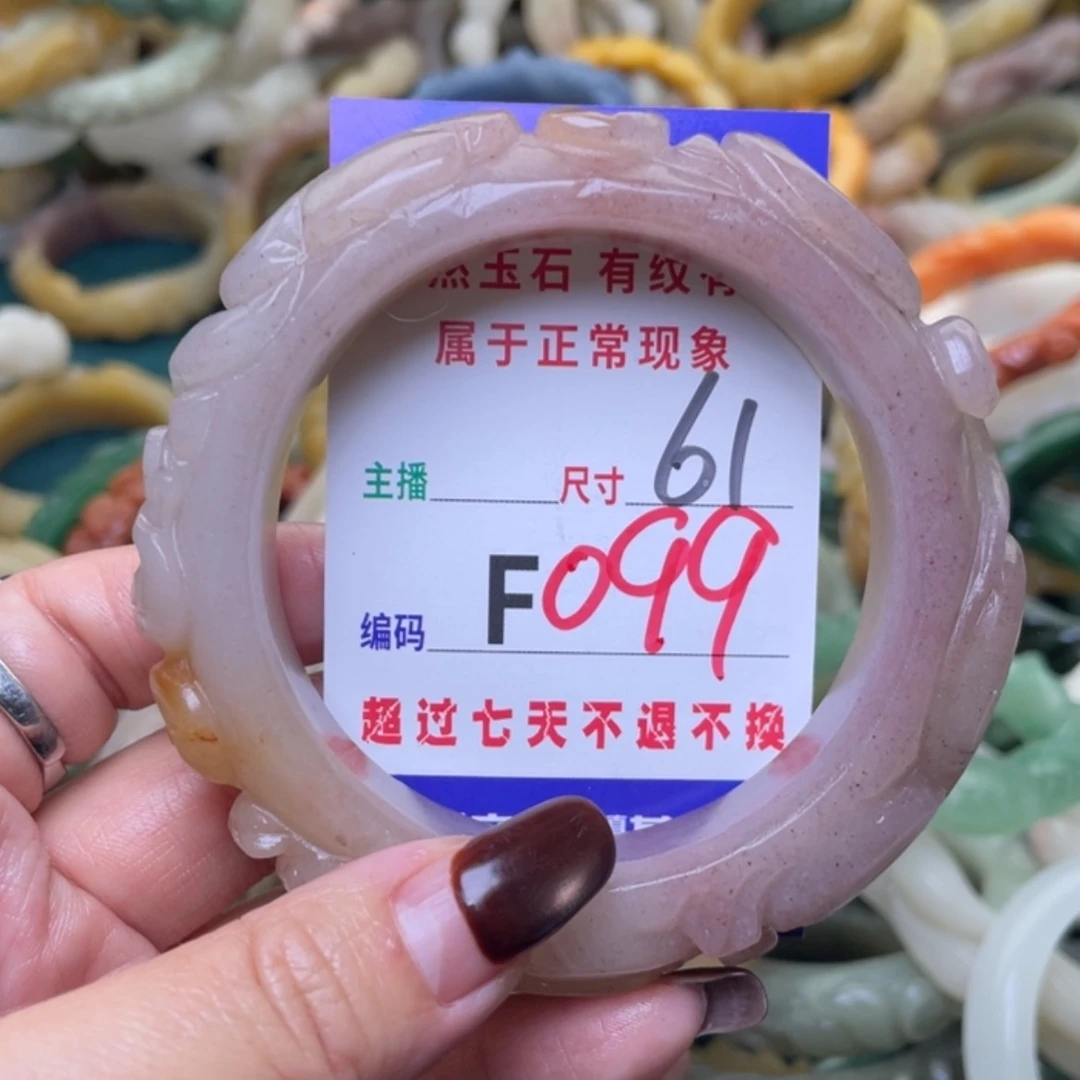 然玉石 有纹有
属于正常现象
主播 尺寸 61
编码 F099
超过七天不退不换